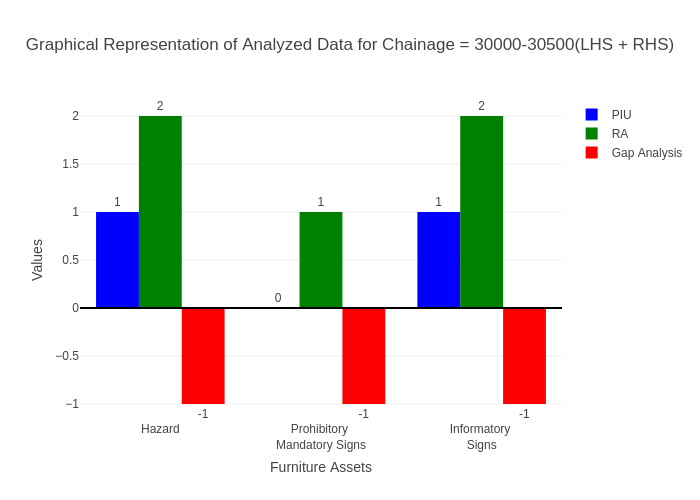 Graphical Representation of Analyzed Data for Chainage = 30000-30500(LHS + RHS)
PIU
RA
Gap Analysis
Values
2
1.5
1
0.5
0
−0.5
−1
1
2
-1
0
1
-1
1
2
-1
Hazard
Prohibitory
Mandatory Signs
Informatory
Signs
Furniture Assets